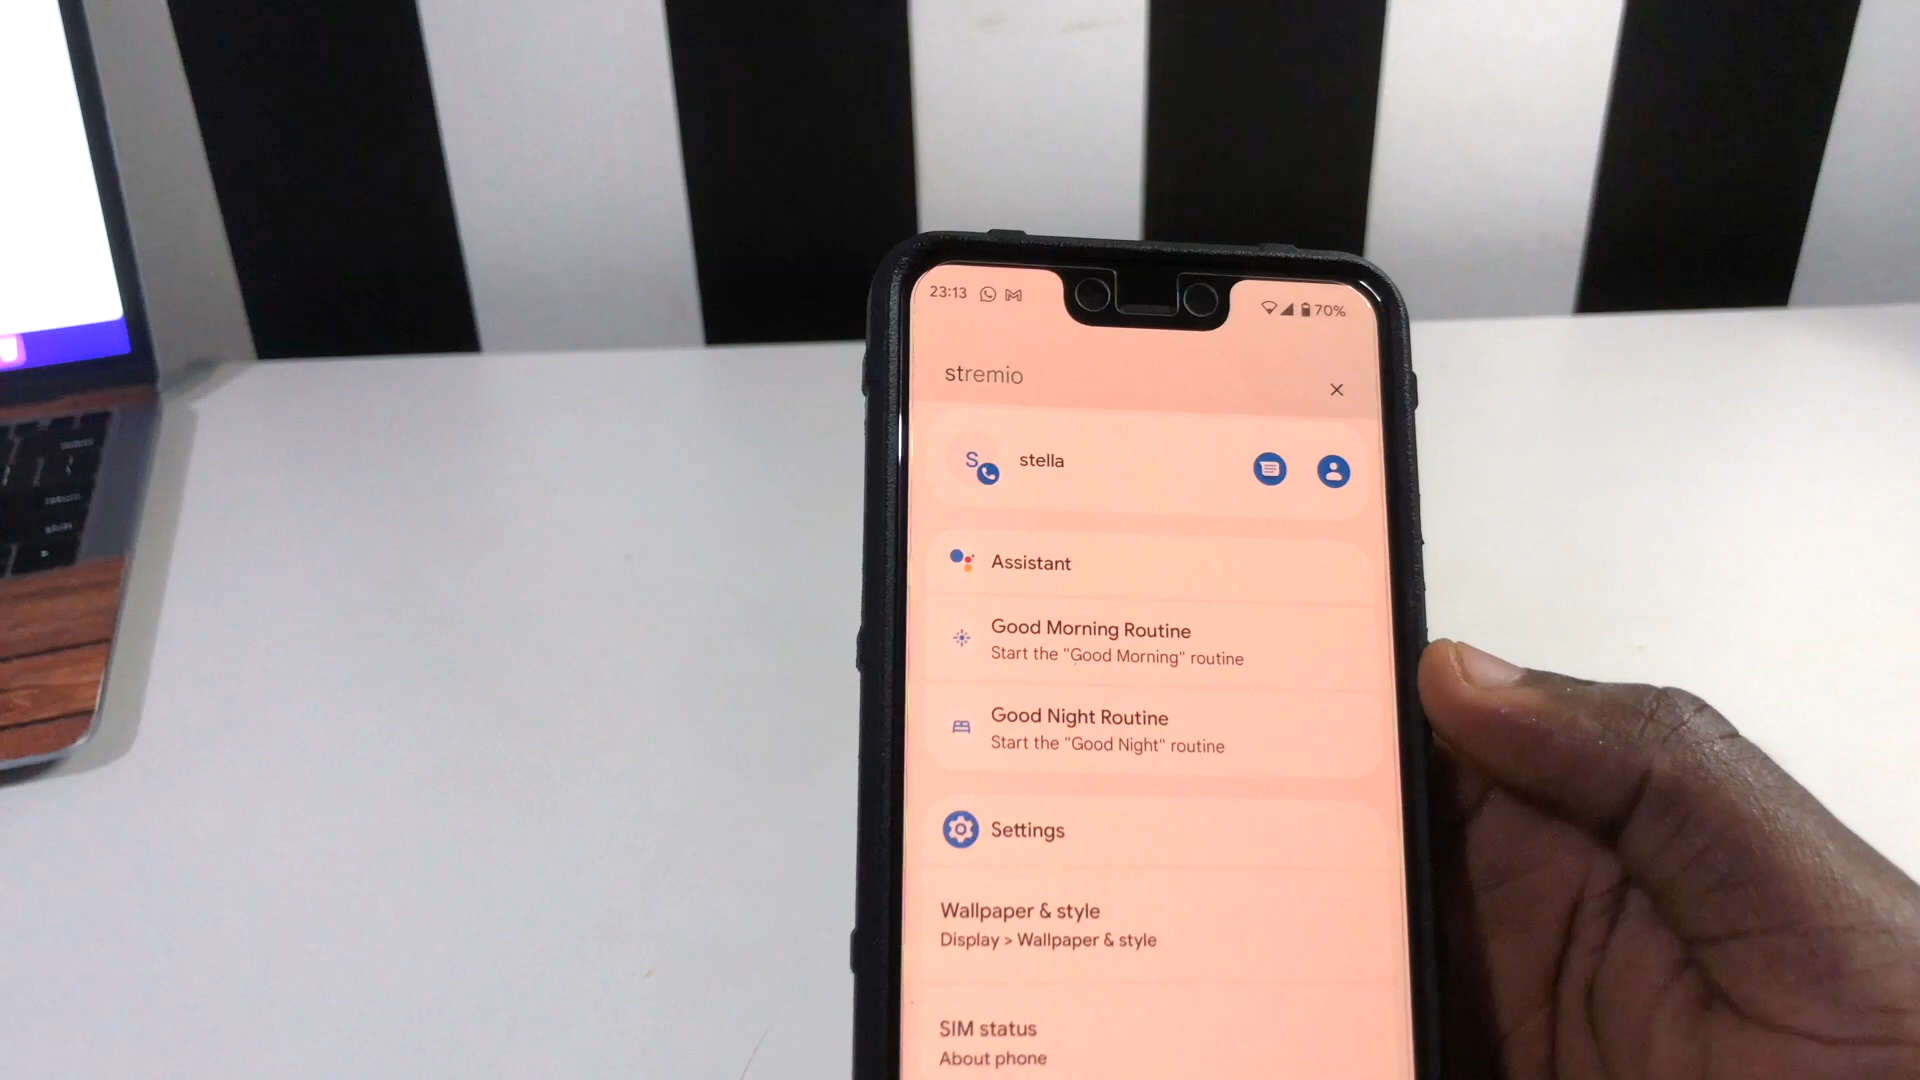 23:13
70%
stremio
S
stella
Assistant
Good Morning Routine
Start the "Good Morning" routine
Good Night Routine
Start the "Good Night" routine
Settings
Wallpaper & style
Display > Wallpaper & style
SIM status
About phone